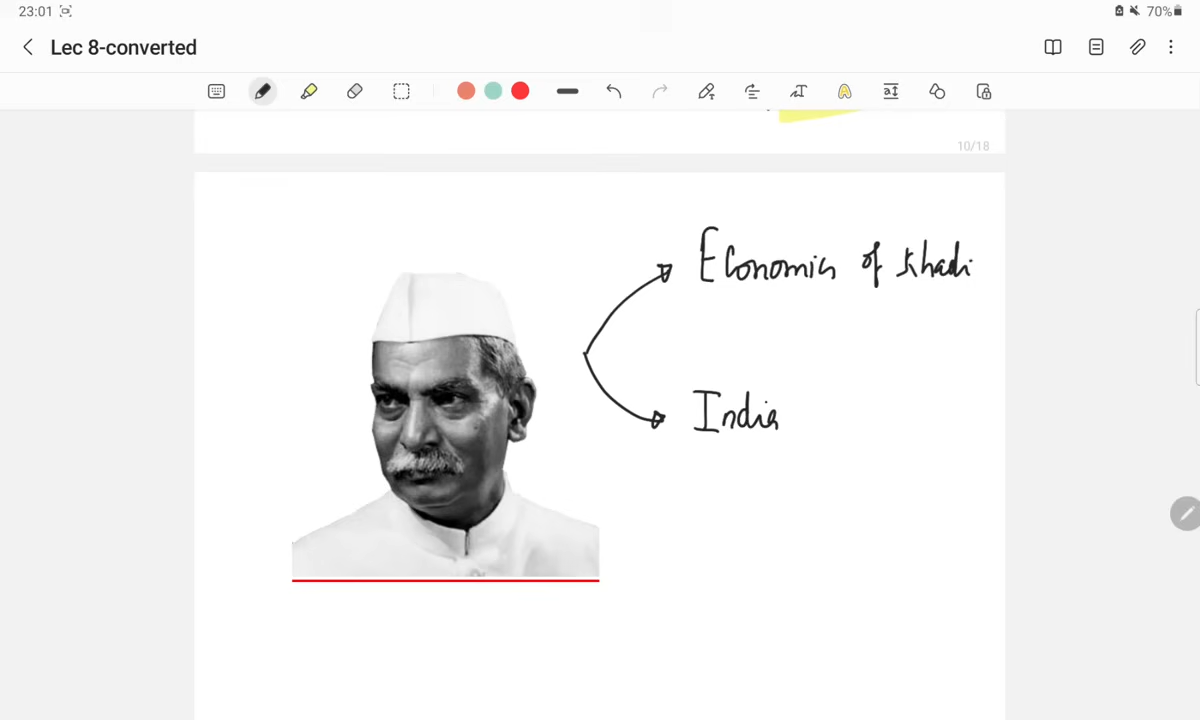 23:01
70%
Lec 8-converted
10/18
Economics of Khadi
India